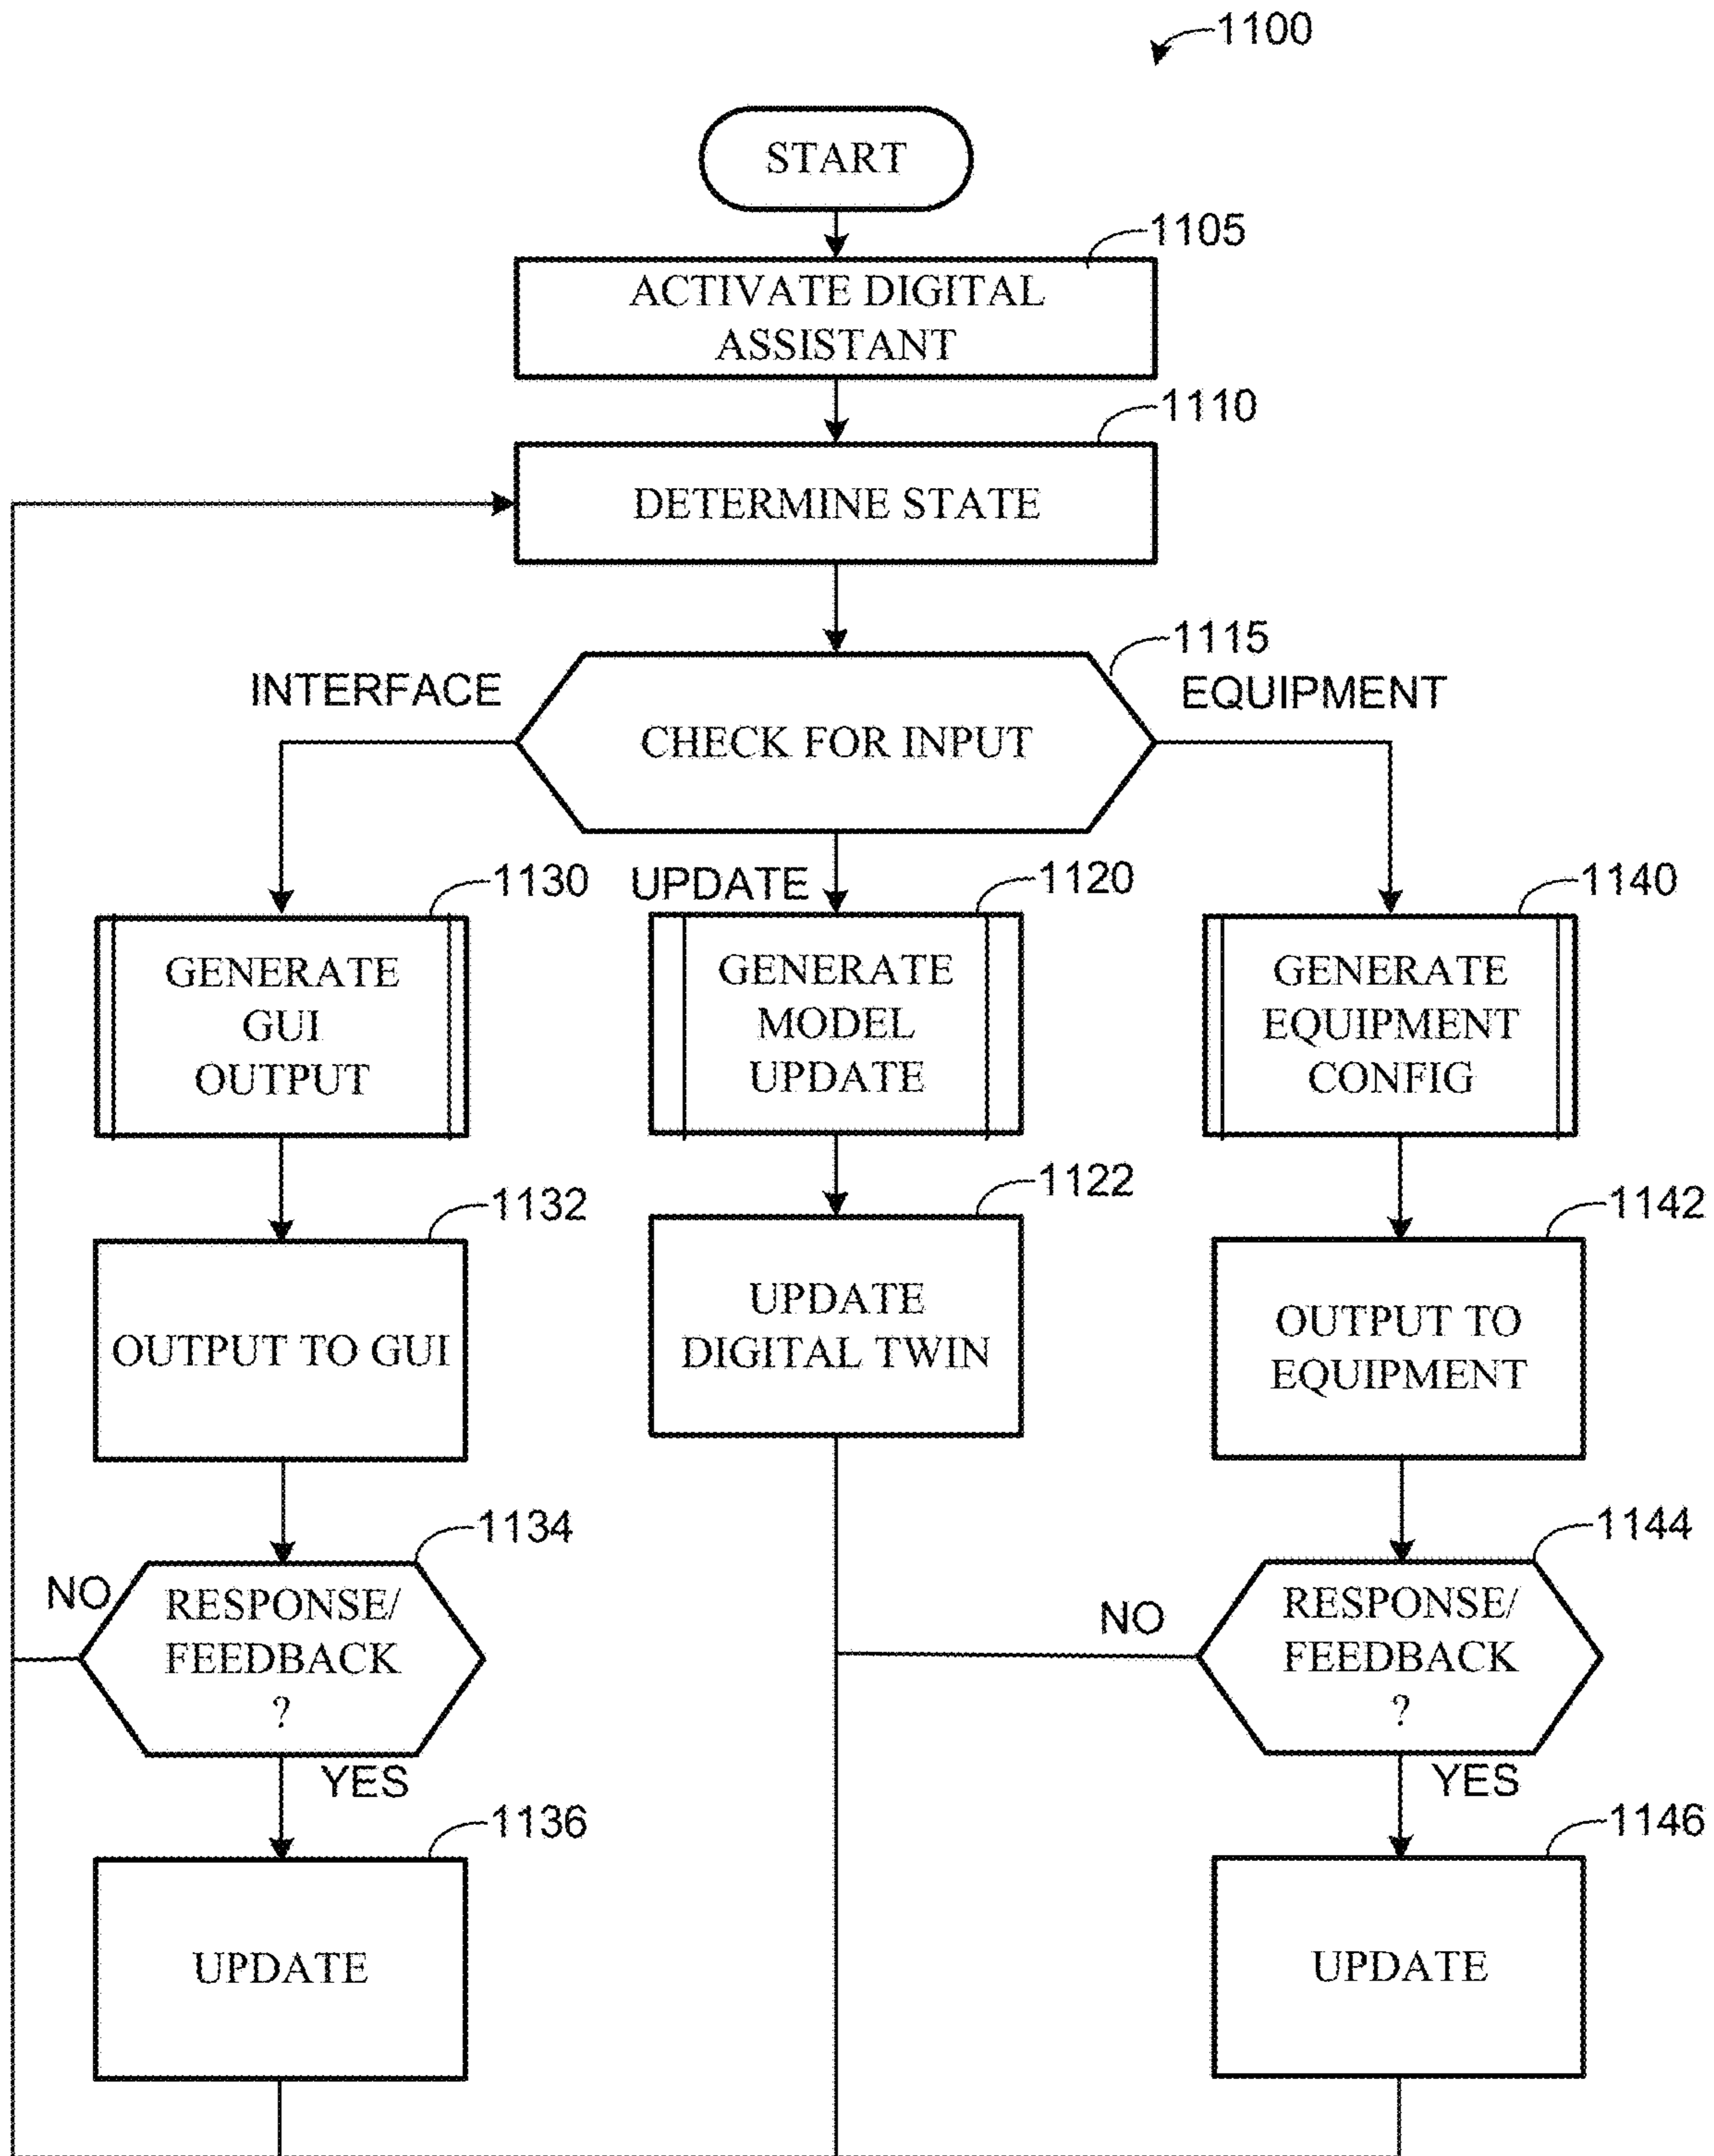 1100
START
1105
ACTIVATE DIGITAL
ASSISTANT
1110
DETERMINE STATE
1115
INTERFACE
EQUIPMENT
CHECK FOR INPUT
1130
UPDATE
1120
1140
GENERATE
GUI
OUTPUT
GENERATE
MODEL
UPDATE
GENERATE
EQUIPMENT
CONFIG
1132
1122
1142
OUTPUT TO GUI
UPDATE
DIGITAL TWIN
OUTPUT TO
EQUIPMENT
1134
1144
NO
RESPONSE/
FEEDBACK
?
NO
RESPONSE/
FEEDBACK
?
YES
YES
1136
1146
UPDATE
UPDATE